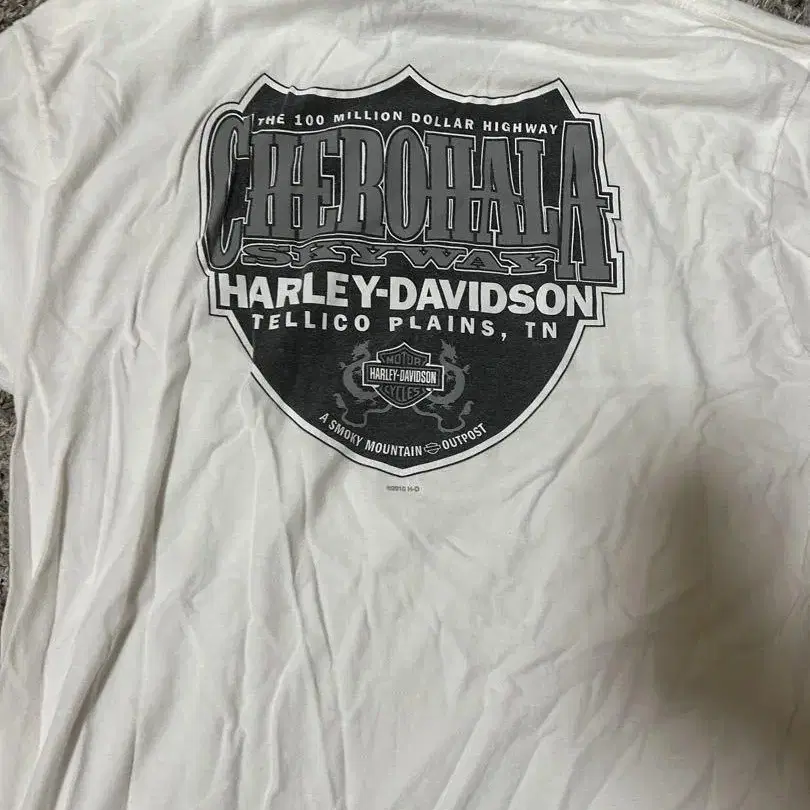 THE 100 MILLION DOLLAR HIGHWAY
CHEROHALA
SKYWAY
HARLEY-DAVIDSON
TELLICO PLAINS, TN
MOTOR
HARLEY-DAVIDSON
CYCLES
A SMOKY MOUNTAIN OUTPOST
H-D